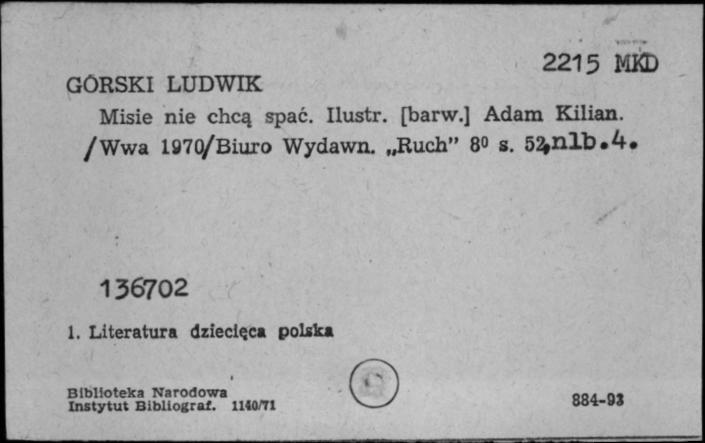 2215 MKD
GÓRSKI LUDWIK
Misie nie chcą spać. Ilustr. [barw.] Adam Kilian.
/Wwa 1970/Biuro Wydawn. „Ruch” 8⁰ s. 52,nlb.4.
136702
1. Literatura dziecięca polska
Biblioteka Narodowa
Instytut Bibliograf. 1140/71
884-93